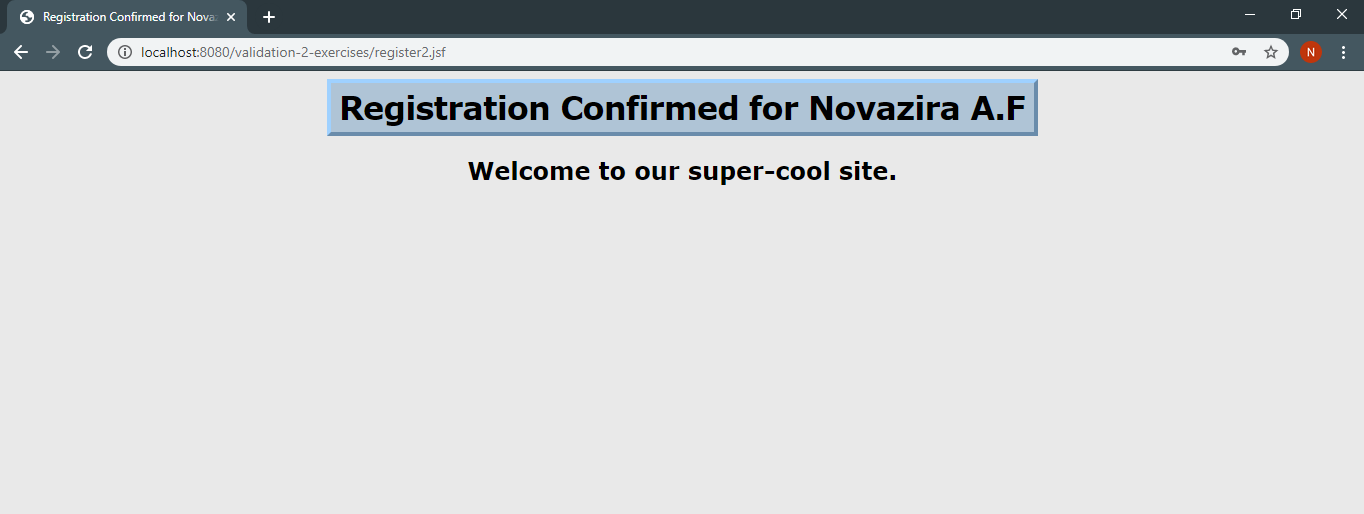 Registration Confirmed for Nova
localhost:8080/validation-2-exercises/register2.jsf
N
Registration Confirmed for Novazira A.F
Welcome to our super-cool site.